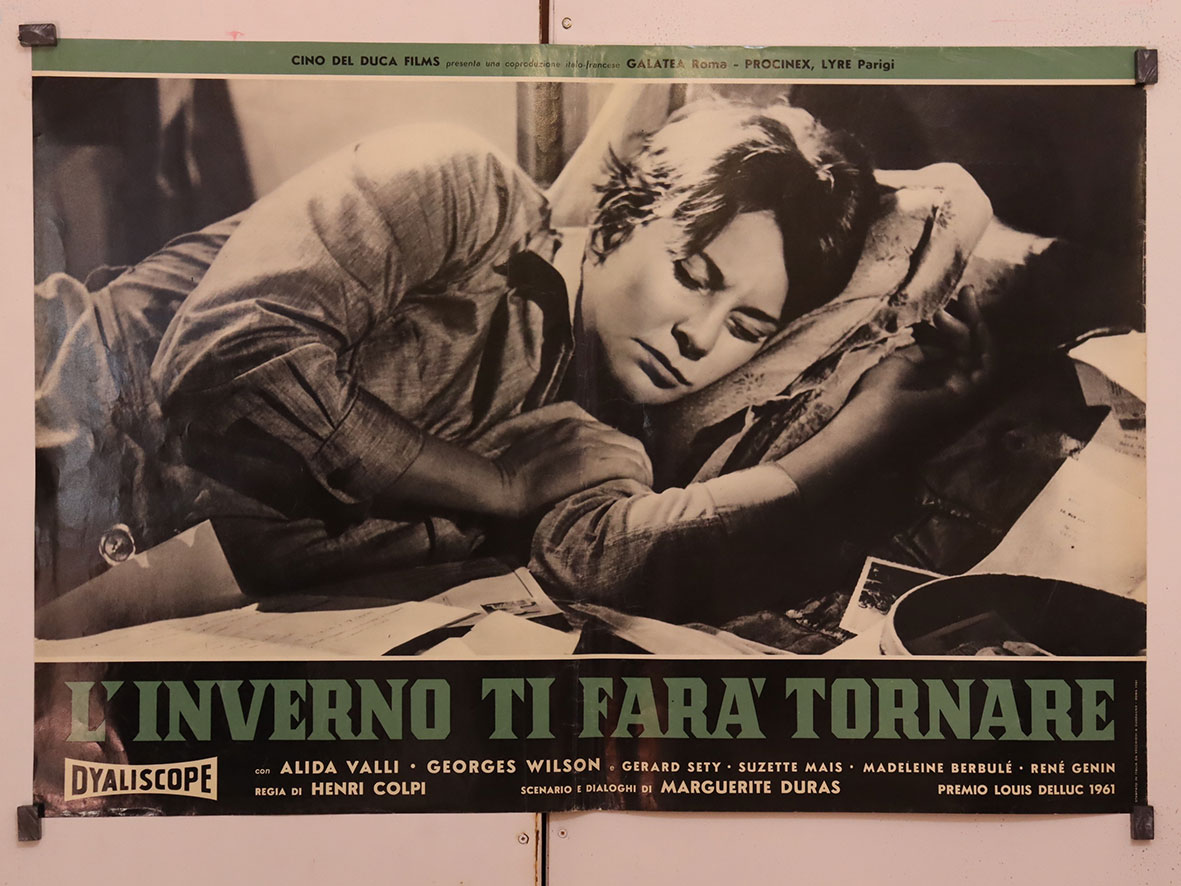 CINO DEL DUCA FILMS presenta una coproduzione italo-francese GALATEA Roma - PROCINEX, LYRE Parigi
L'INVERNO TI FARA' TORNARE
DYALISCOPE
con ALIDA VALLI · GEORGES WILSON e GERARD SETY · SUZETTE MAIS · MADELEINE BERBULÉ · RENÉ GENIN
REGIA DI HENRI COLPI SCENARIO E DIALOGHI DI MARGUERITE DURAS PREMIO LOUIS DELLUC 1961